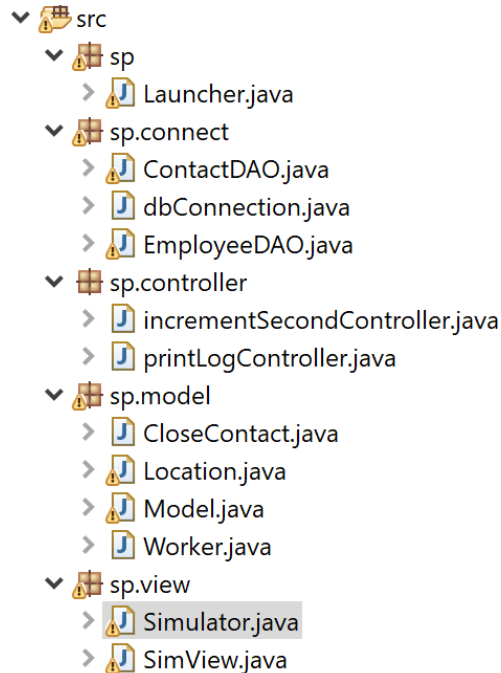 src
sp
Launcher.java
sp.connect
ContactDAO.java
dbConnection.java
EmployeeDAO.java
sp.controller
incrementSecondController.java
printLogController.java
sp.model
CloseContact.java
Location.java
Model.java
Worker.java
sp.view
Simulator.java
SimView.java